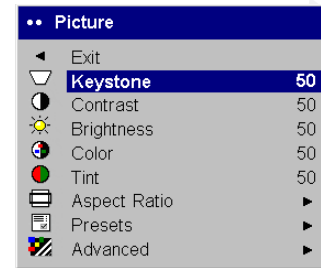 •• Picture
Exit
Keystone 50
Contrast 50
Brightness 50
Color 50
Tint 50
Aspect Ratio
Presets
Advanced